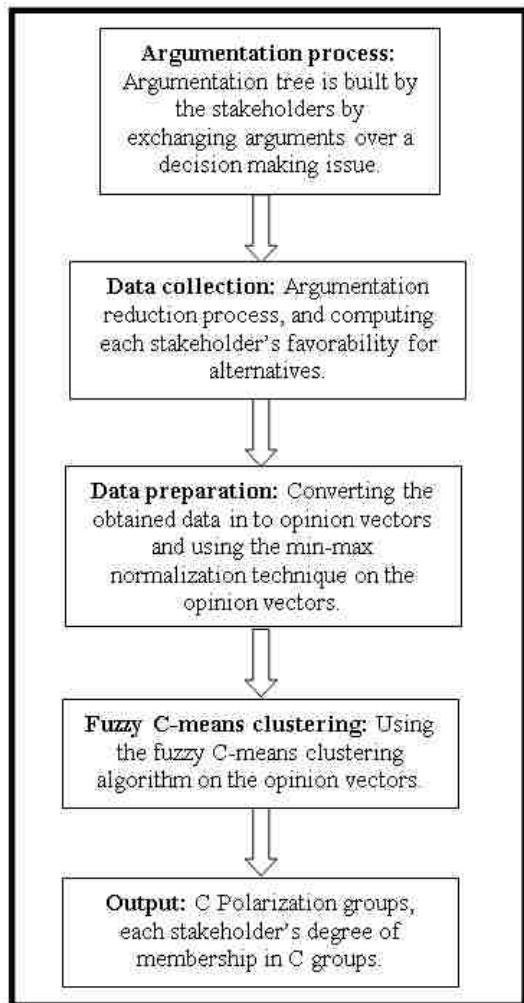 Argumentation process:
Argumentation tree is built by
the stakeholders by
exchanging arguments over a
decision making issue.
Data collection: Argumentation
reduction process, and computing
each stakeholder's favorability for
alternatives.
Data preparation: Converting the
obtained data in to opinion vectors
and using the min-max
normalization technique on the
opinion vectors.
Fuzzy C-means clustering: Using
the fuzzy C-means clustering
algorithm on the opinion vectors.
Output: C Polarization groups,
each stakeholder's degree of
membership in C groups.